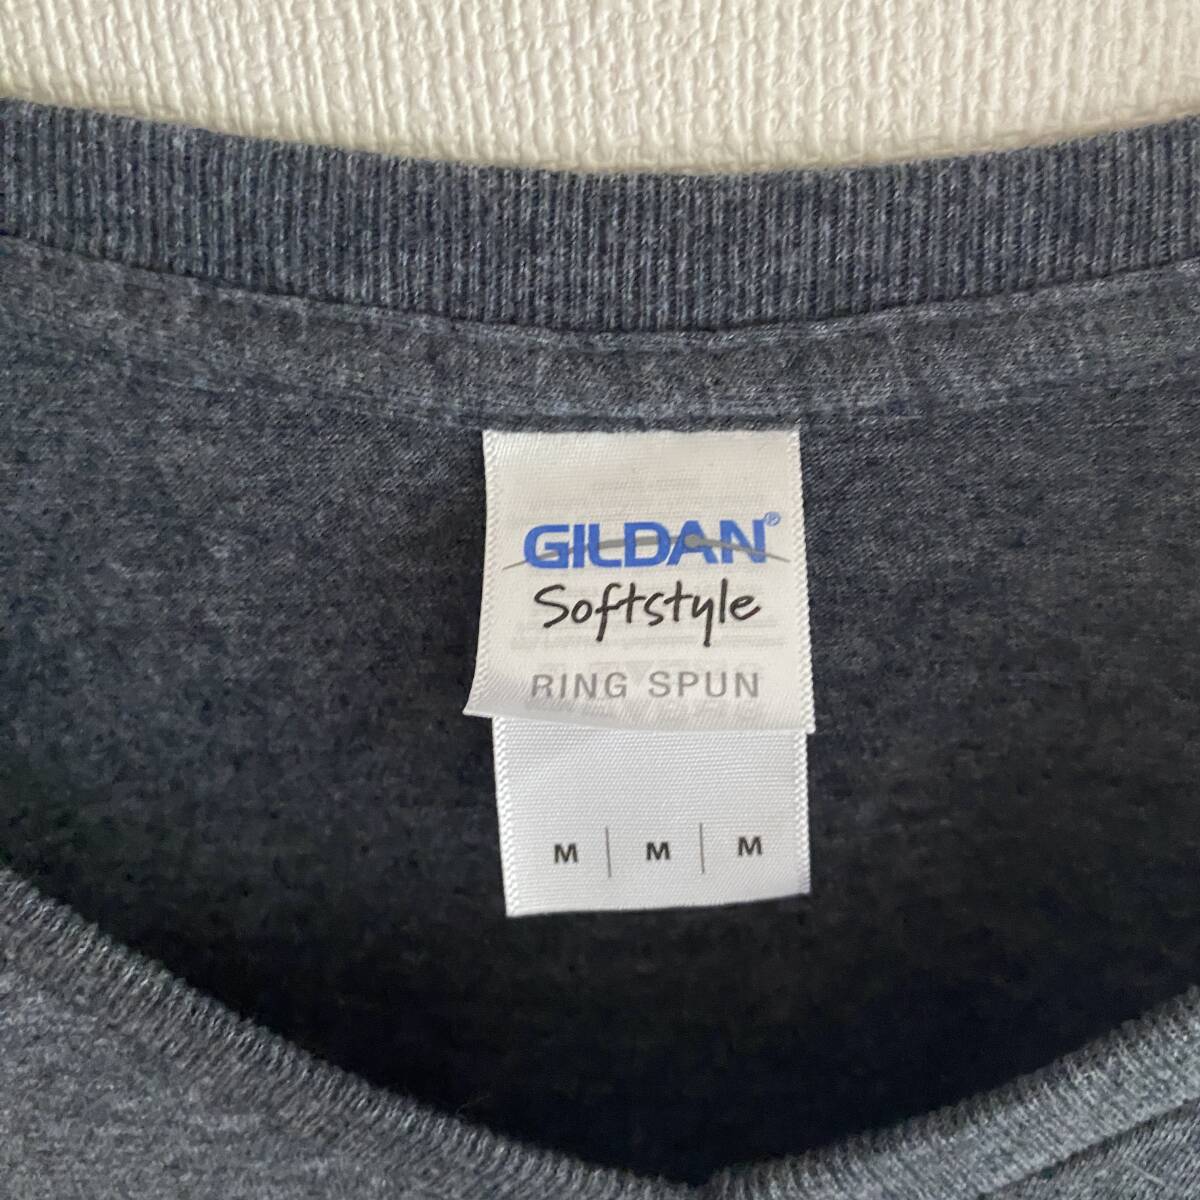 GILDAN®
Softstyle
RING SPUN
M | M | M